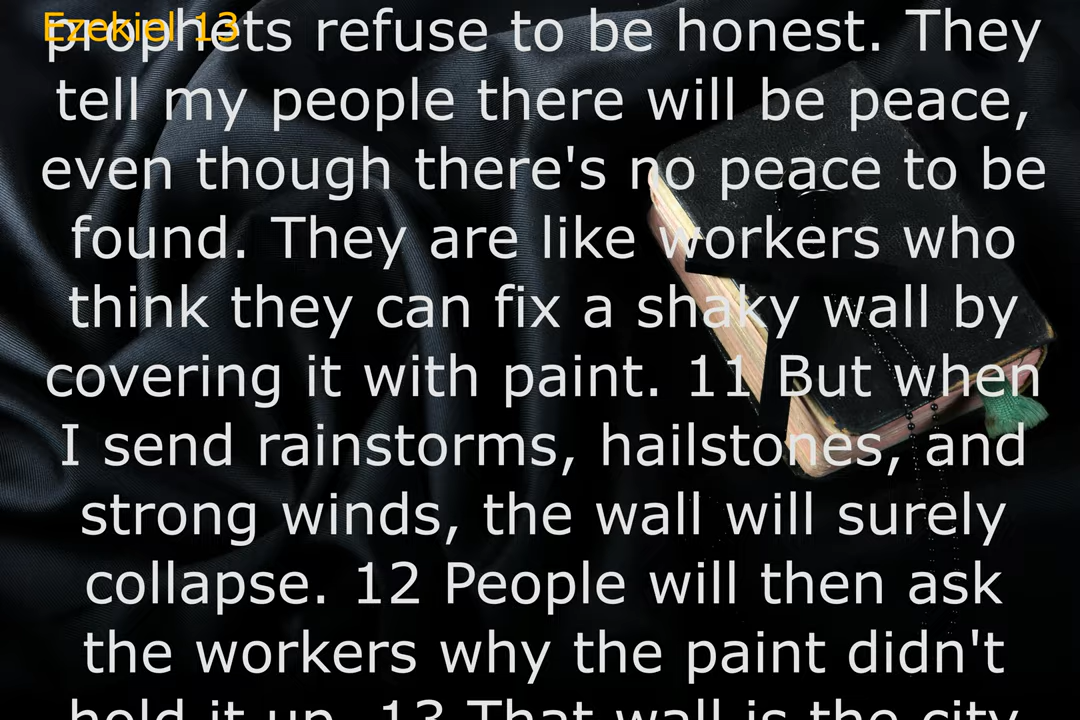 Ezekiel 13
prophets refuse to be honest. They
tell my people there will be peace,
even though there's no peace to be
found. They are like workers who
think they can fix a shaky wall by
covering it with paint. 11 But when
I send rainstorms, hailstones, and
strong winds, the wall will surely
collapse. 12 People will then ask
the workers why the paint didn't
hold it up. 13 That wall is the city